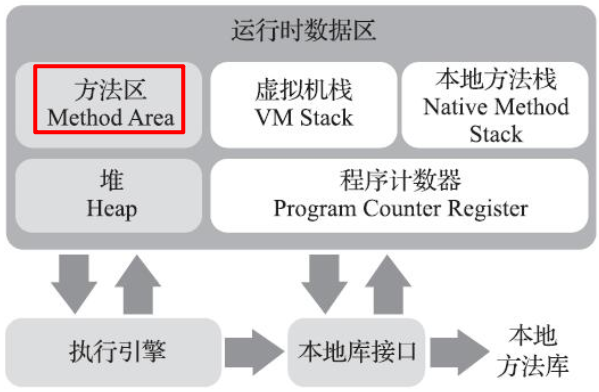 运行时数据区
方法区
Method Area
虚拟机栈
VM Stack
本地方法栈
Native Method
Stack
堆
Heap
程序计数器
Program Counter Register
执行引擎
本地库接口
本地
方法库